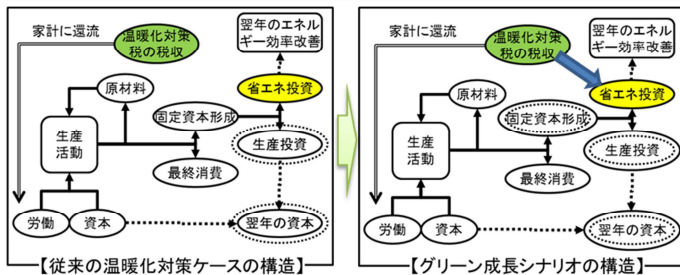 家計に還流
温暖化対策
税の税収
翌年のエネル
ギー効率改善
原材料
省エネ投資
固定資本形成
生産
活動
生産投資
最終消費
労働
資本
翌年の資本
【従来の温暖化対策ケースの構造】
家計に還流
温暖化対策
税の税収
翌年のエネル
ギー効率改善
原材料
省エネ投資
固定資本形成
生産
活動
生産投資
最終消費
労働
資本
翌年の資本
【グリーン成長シナリオの構造】